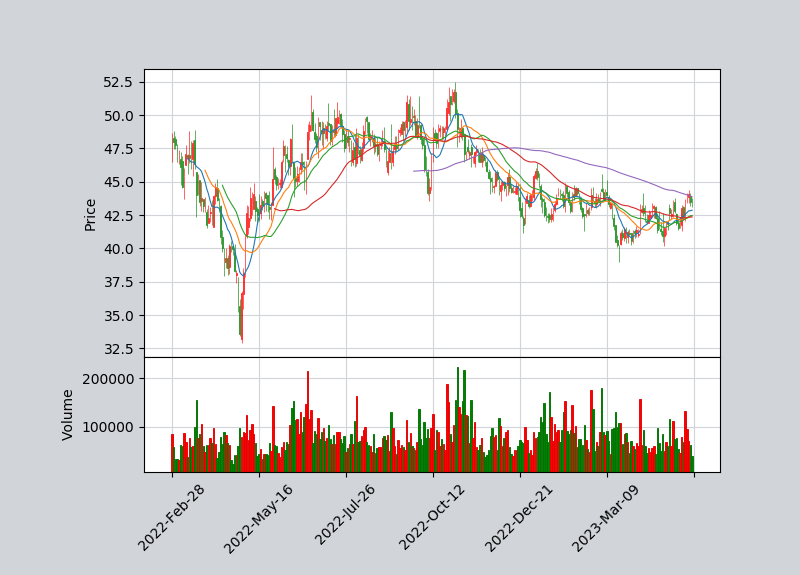 Price
52.5
50.0
47.5
45.0
42.5
40.0
37.5
35.0
32.5
Volume
200000
100000
2022-Feb-28
2022-May-16
2022-Jul-26
2022-Oct-12
2022-Dec-21
2023-Mar-09